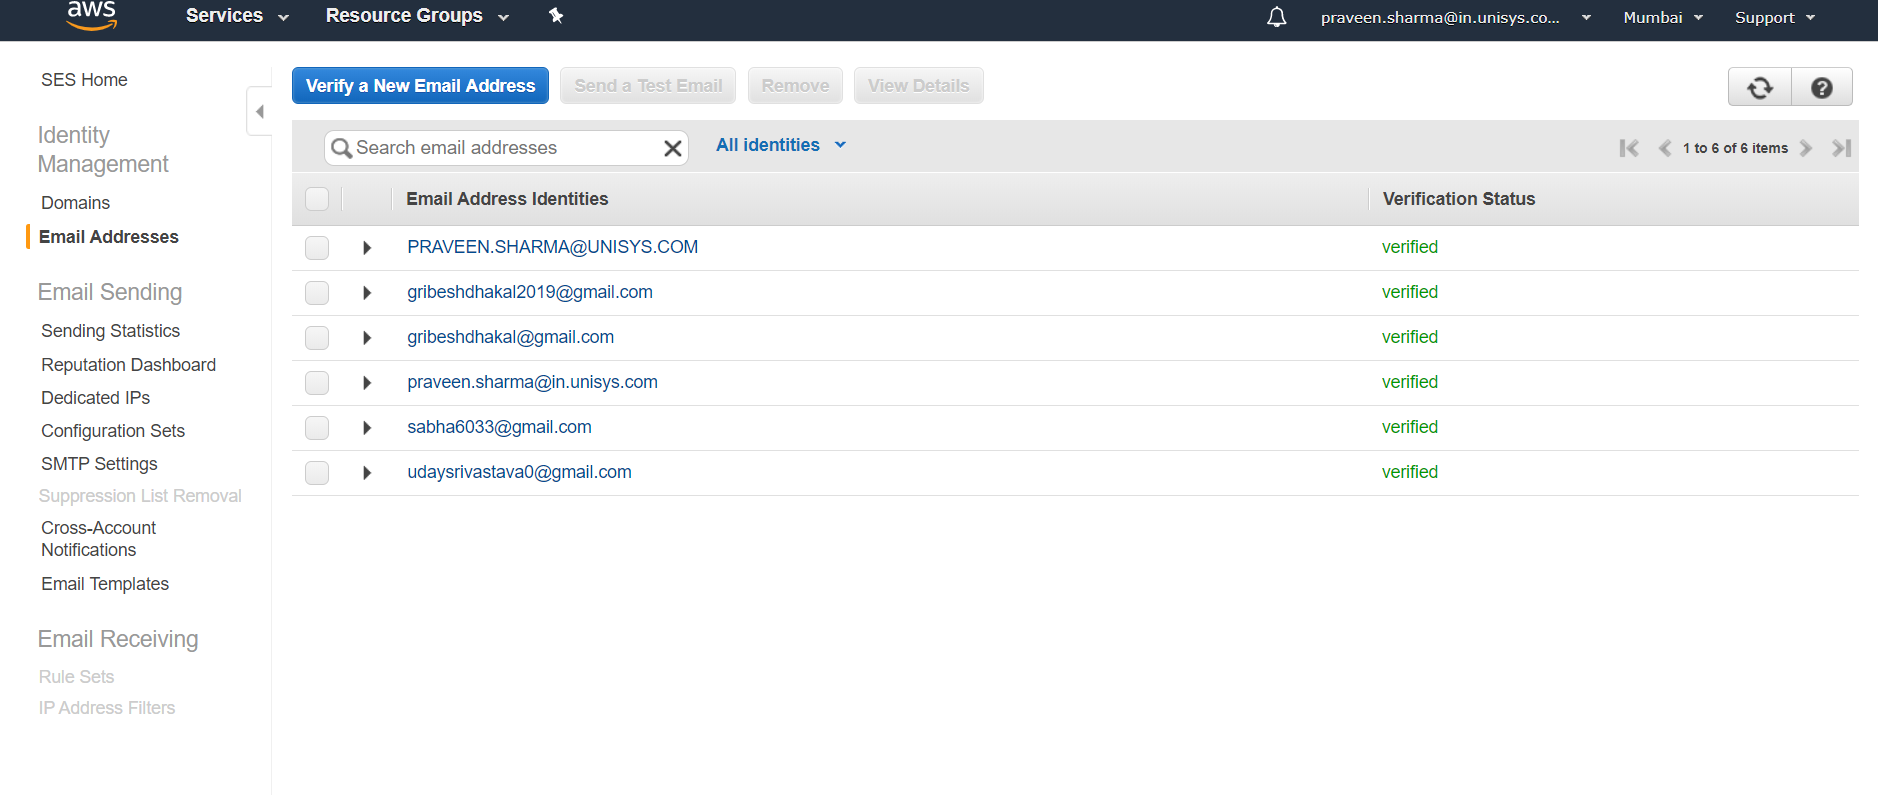 aws
Services
Resource Groups
praveen.sharma@in.unisys.co...
Mumbai
Support
SES Home
Identity
Management
Domains
Email Addresses
Email Sending
Sending Statistics
Reputation Dashboard
Dedicated IPs
Configuration Sets
SMTP Settings
Suppression List Removal
Cross-Account
Notifications
Email Templates
Email Receiving
Rule Sets
IP Address Filters
Verify a New Email Address
Send a Test Email
Remove
View Details
?
Search email addresses
All identities
1 to 6 of 6 items
Email Address Identities Verification Status
PRAVEEN.SHARMA@UNISYS.COM verified
gribeshdhakal2019@gmail.com verified
gribeshdhakal@gmail.com verified
praveen.sharma@in.unisys.com verified
sabha6033@gmail.com verified
udaysrivastava0@gmail.com verified